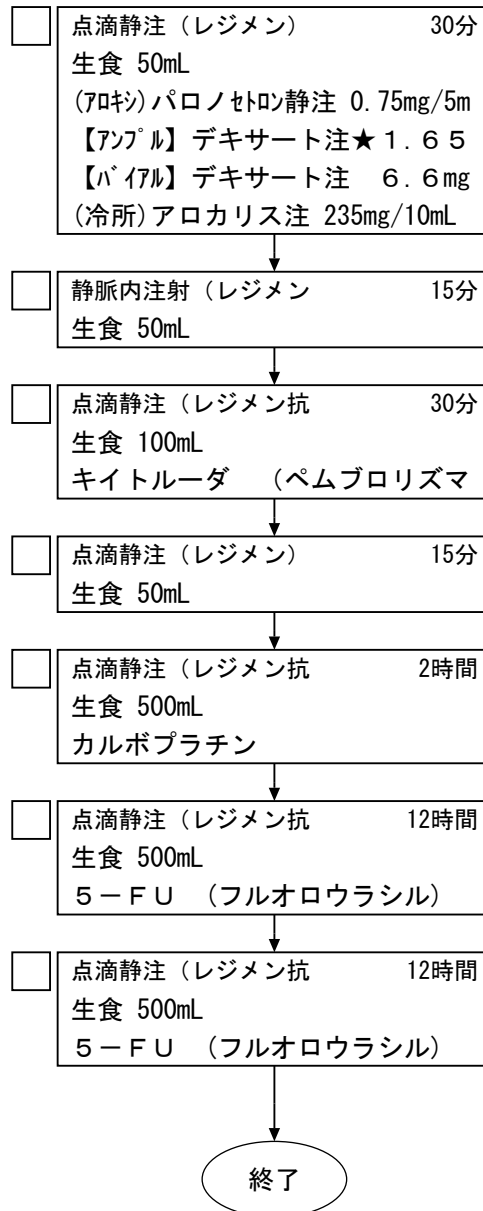 点滴静注（レジメン） 30分
生食 50mL
(ｱﾛｷｼ)パロノｾﾄﾛﾝ静注 0.75mg/5m
【ｱﾝﾌﾟﾙ】デキサート注★１.６５
【ﾊﾞｲｱﾙ】デキサート注　６.６mg
(冷所)アロカリス注 235mg/10mL
静脈内注射（レジメン 15分
生食 50mL
点滴静注（レジメン抗 30分
生食 100mL
キイトルーダ　（ペムブロリズマ
点滴静注（レジメン） 15分
生食 50mL
点滴静注（レジメン抗 2時間
生食 500mL
カルボプラチン
点滴静注（レジメン抗 12時間
生食 500mL
５－ＦＵ　（フルオロウラシル）
点滴静注（レジメン抗 12時間
生食 500mL
５－ＦＵ　（フルオロウラシル）
終了